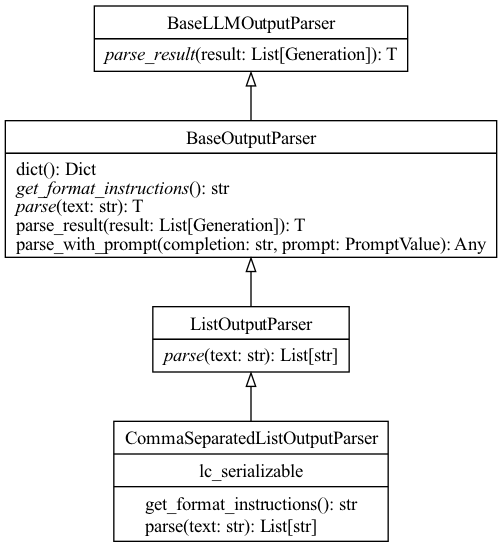 BaseLLMOutputParser
parse_result(result: List[Generation]): T
BaseOutputParser
dict(): Dict
get_format_instructions(): str
parse(text: str): T
parse_result(result: List[Generation]): T
parse_with_prompt(completion: str, prompt: PromptValue): Any
ListOutputParser
parse(text: str): List[str]
CommaSeparatedListOutputParser
lc_serializable
get_format_instructions(): str
parse(text: str): List[str]